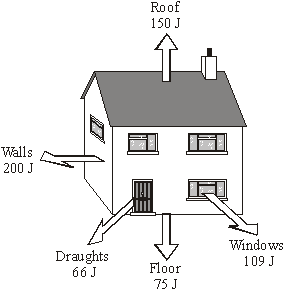 Roof
150 J
Walls
200 J
Draughts
66 J
Floor
75 J
Windows
109 J